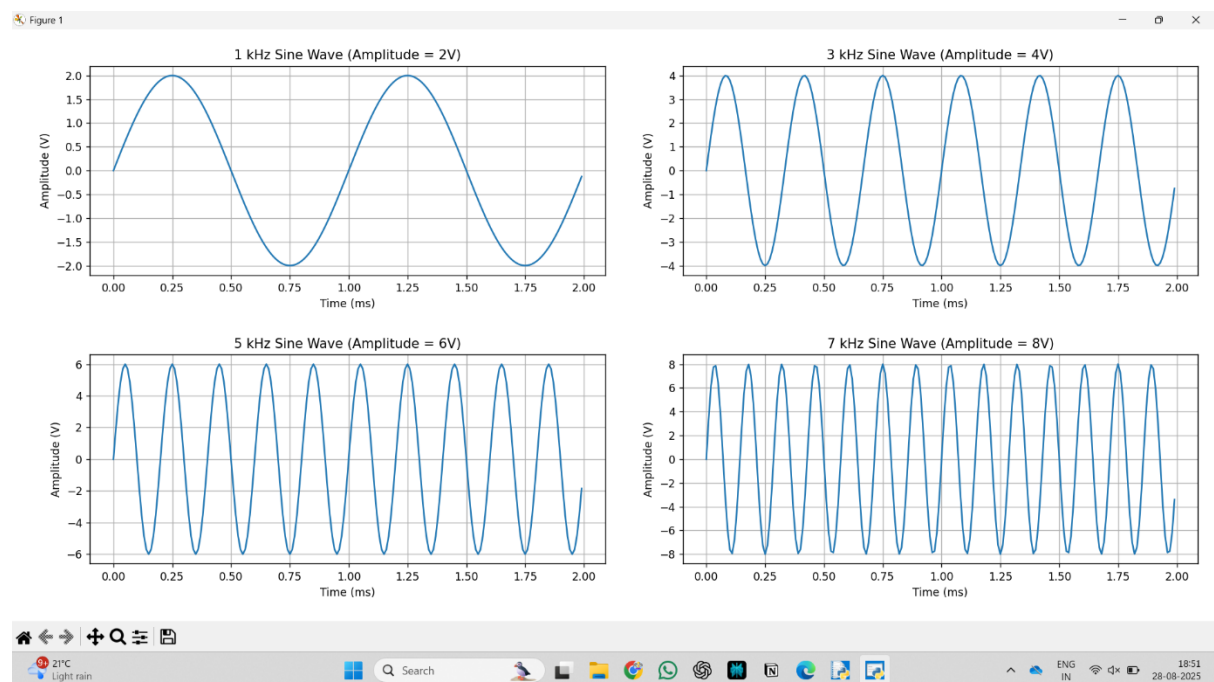 Figure 1
1 kHz Sine Wave (Amplitude = 2V)
2.0
1.5
1.0
0.5
0.0
−0.5
−1.0
−1.5
−2.0
Amplitude (V)
0.00 0.25 0.50 0.75 1.00 1.25 1.50 1.75 2.00
Time (ms)
3 kHz Sine Wave (Amplitude = 4V)
4
3
2
1
0
−1
−2
−3
−4
Amplitude (V)
0.00 0.25 0.50 0.75 1.00 1.25 1.50 1.75 2.00
Time (ms)
5 kHz Sine Wave (Amplitude = 6V)
6
4
2
0
−2
−4
−6
Amplitude (V)
0.00 0.25 0.50 0.75 1.00 1.25 1.50 1.75 2.00
Time (ms)
7 kHz Sine Wave (Amplitude = 8V)
8
6
4
2
0
−2
−4
−6
−8
Amplitude (V)
0.00 0.25 0.50 0.75 1.00 1.25 1.50 1.75 2.00
Time (ms)
9+
21°C
Light rain
Search
ENG
IN
18:51
28-08-2025